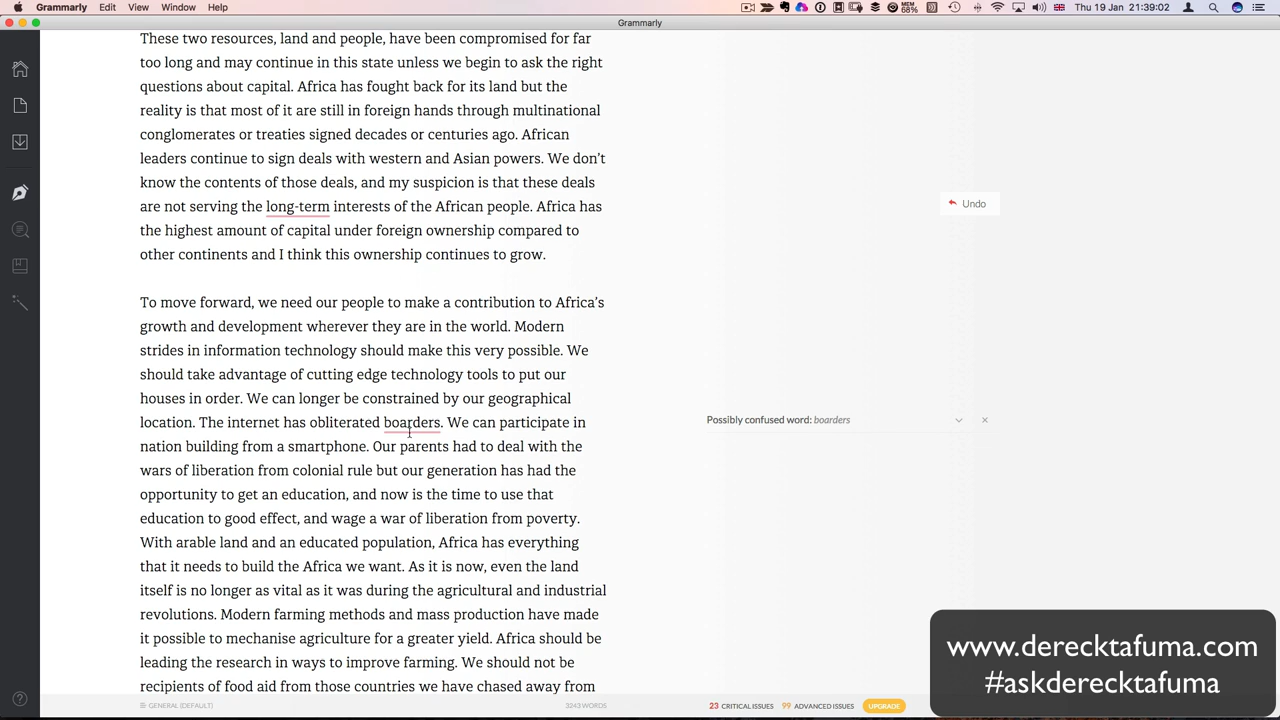 Grammarly Edit View Window Help
MEM 68% Thu 19 Jan 21:39:02
Grammarly
These two resources, land and people, have been compromised for far
too long and may continue in this state unless we begin to ask the right
questions about capital. Africa has fought back for its land but the
reality is that most of it are still in foreign hands through multinational
conglomerates or treaties signed decades or centuries ago. African
leaders continue to sign deals with western and Asian powers. We don't
know the contents of those deals, and my suspicion is that these deals
are not serving the long-term interests of the African people. Africa has
the highest amount of capital under foreign ownership compared to
other continents and I think this ownership continues to grow.
Undo
To move forward, we need our people to make a contribution to Africa's
growth and development wherever they are in the world. Modern
strides in information technology should make this very possible. We
should take advantage of cutting edge technology tools to put our
houses in order. We can longer be constrained by our geographical
location. The internet has obliterated boarders. We can participate in
nation building from a smartphone. Our parents had to deal with the
wars of liberation from colonial rule but our generation has had the
opportunity to get an education, and now is the time to use that
education to good effect, and wage a war of liberation from poverty.
With arable land and an educated population, Africa has everything
that it needs to build the Africa we want. As it is now, even the land
itself is no longer as vital as it was during the agricultural and industrial
revolutions. Modern farming methods and mass production have made
it possible to mechanise agriculture for a greater yield. Africa should be
leading the research in ways to improve farming. We should not be
recipients of food aid from those countries we have chased away from
Possibly confused word: boarders
GENERAL (DEFAULT) 3243 WORDS 23 CRITICAL ISSUES 99 ADVANCED ISSUES UPGRADE
www.derecktafuma.com
#askderecktafuma